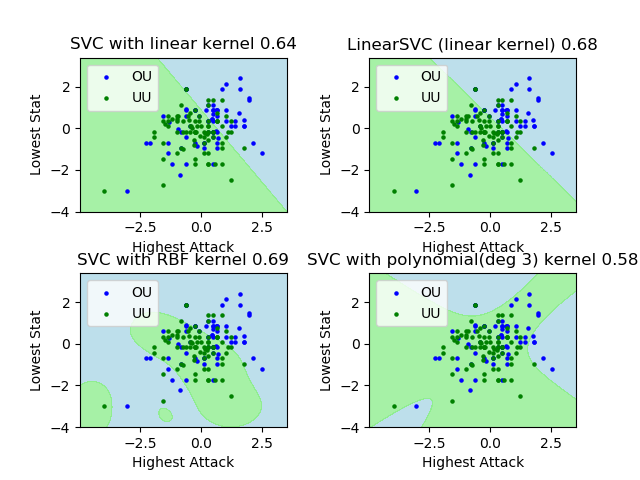 SVC with linear kernel 0.64
OU
UU
2
0
−2
−4
Lowest Stat
−2.5 0.0 2.5
Highest Attack
LinearSVC (linear kernel) 0.68
OU
UU
2
0
−2
−4
Lowest Stat
−2.5 0.0 2.5
Highest Attack
SVC with RBF kernel 0.69
OU
UU
2
0
−2
−4
Lowest Stat
−2.5 0.0 2.5
Highest Attack
SVC with polynomial(deg 3) kernel 0.58
OU
UU
2
0
−2
−4
Lowest Stat
−2.5 0.0 2.5
Highest Attack